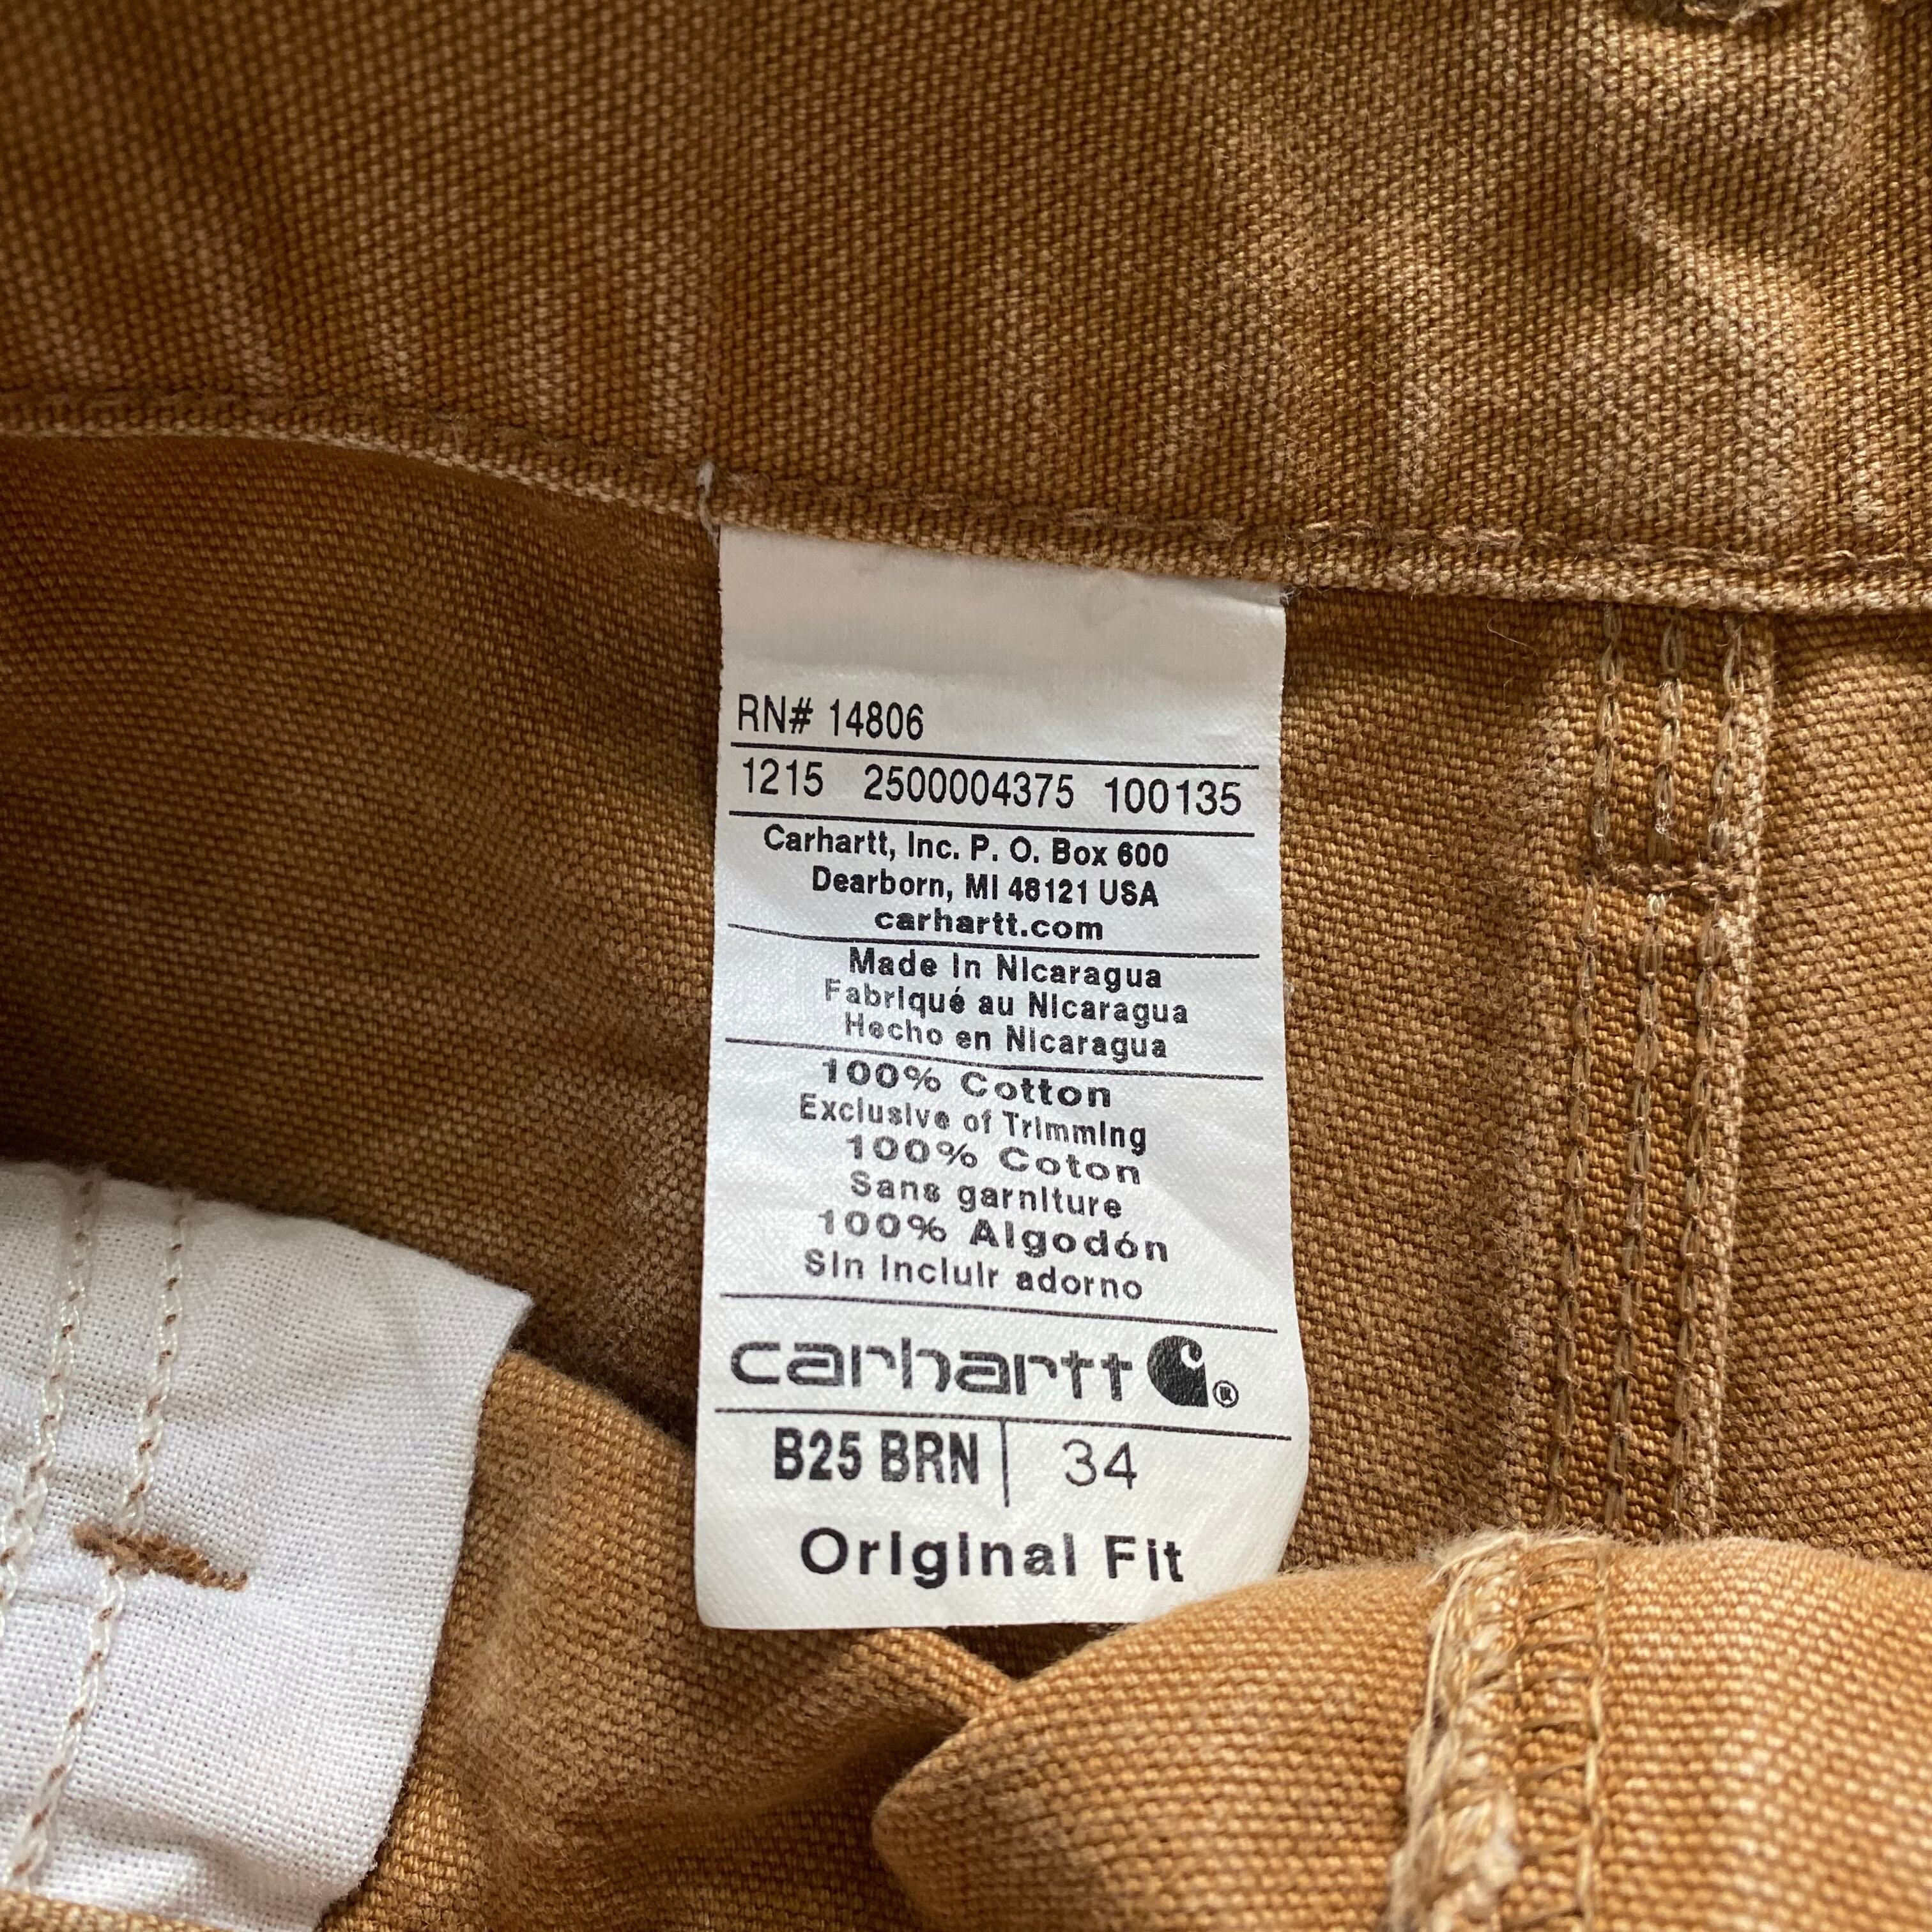 RN# 14806
1215 2500004375 100135
Carhartt, Inc. P. O. Box 600
Dearborn, MI 48121 USA
carhartt.com
Made in Nicaragua
Fabriqué au Nicaragua
Hecho en Nicaragua
100% Cotton
Exclusive of Trimming
100% Coton
Sans garniture
100% Algodón
Sin incluir adorno
carhartt ®
B25 BRN | 34
Original Fit